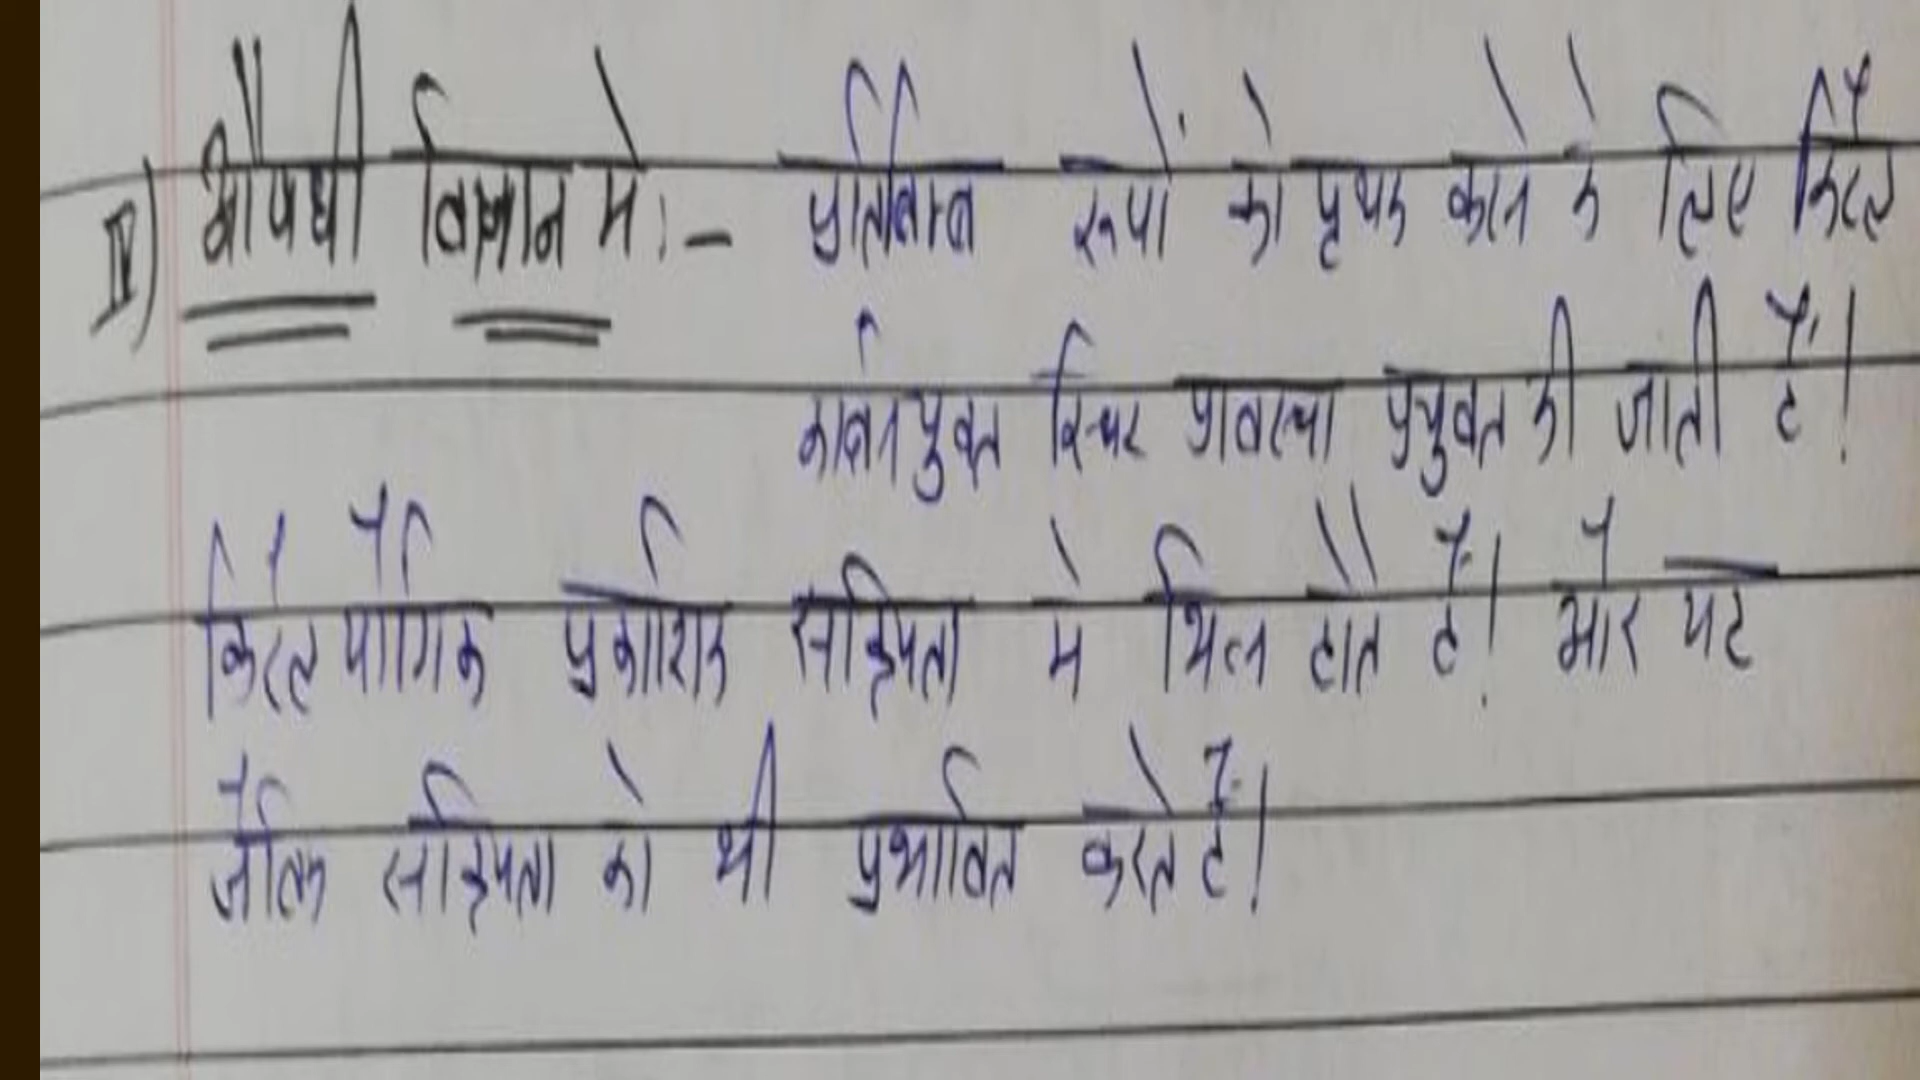 IV) औषधी विज्ञान मे :- प्रतिबिम्ब रूपों को पृथक करने के लिए किरैल
कार्बनयुक्त स्थिर प्रावस्था प्रयुक्त की जाती हैं।
किरैल यौगिक प्रकाशिक सक्रियता मे भिन्न होते हैं। और यह
जैविक सक्रियता को भी प्रभावित करते हैं।